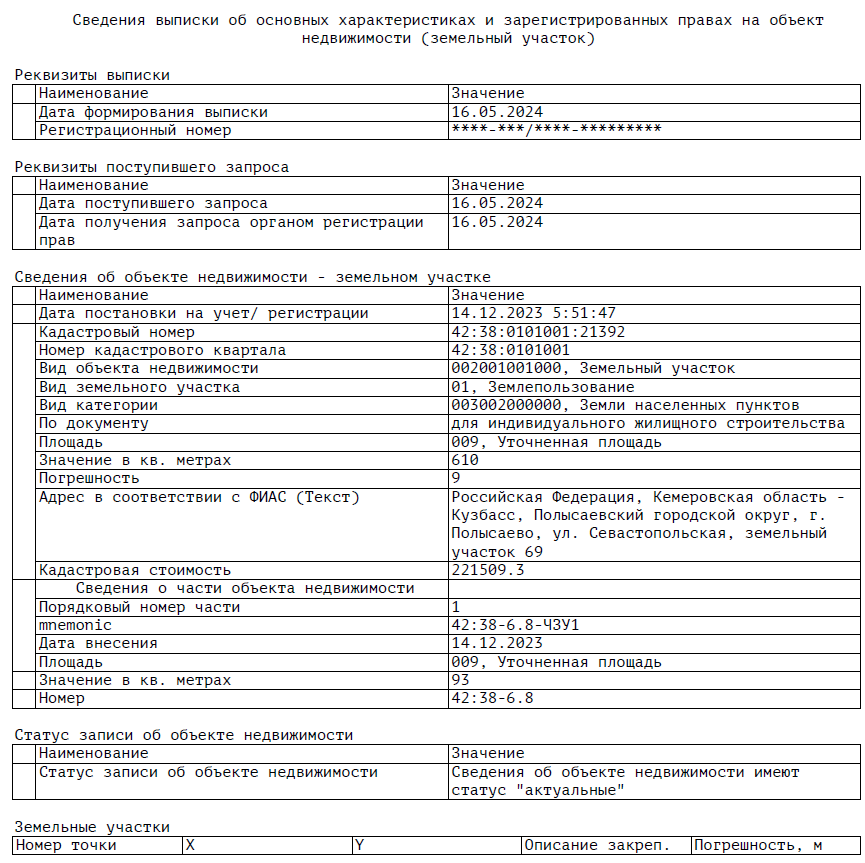 Сведения выписки об основных характеристиках и зарегистрированных правах на объект
недвижимости (земельный участок)
Реквизиты выписки
Наименование Значение
Дата формирования выписки 16.05.2024
Регистрационный номер ****-***/****-*********
Реквизиты поступившего запроса
Наименование Значение
Дата поступившего запроса 16.05.2024
Дата получения запроса органом регистрации 16.05.2024
прав
Сведения об объекте недвижимости - земельном участке
Наименование Значение
Дата постановки на учет/ регистрации 14.12.2023 5:51:47
Кадастровый номер 42:38:0101001:21392
Номер кадастрового квартала 42:38:0101001
Вид объекта недвижимости 002001001000, Земельный участок
Вид земельного участка 01, Землепользование
Вид категории 003002000000, Земли населенных пунктов
По документу для индивидуального жилищного строительства
Площадь 009, Уточненная площадь
Значение в кв. метрах 610
Погрешность 9
Адрес в соответствии с ФИАС (Текст) Российская Федерация, Кемеровская область -
Кузбасс, Полысаевский городской округ, г.
Полысаево, ул. Севастопольская, земельный
участок 69
Кадастровая стоимость 221509.3
Сведения о части объекта недвижимости
Порядковый номер части 1
mnemonic 42:38-6.8-ЧЗУ1
Дата внесения 14.12.2023
Площадь 009, Уточненная площадь
Значение в кв. метрах 93
Номер 42:38-6.8
Статус записи об объекте недвижимости
Наименование Значение
Статус записи об объекте недвижимости Сведения об объекте недвижимости имеют
статус "актуальные"
Земельные участки
Номер точки X Y Описание закреп. Погрешность, м